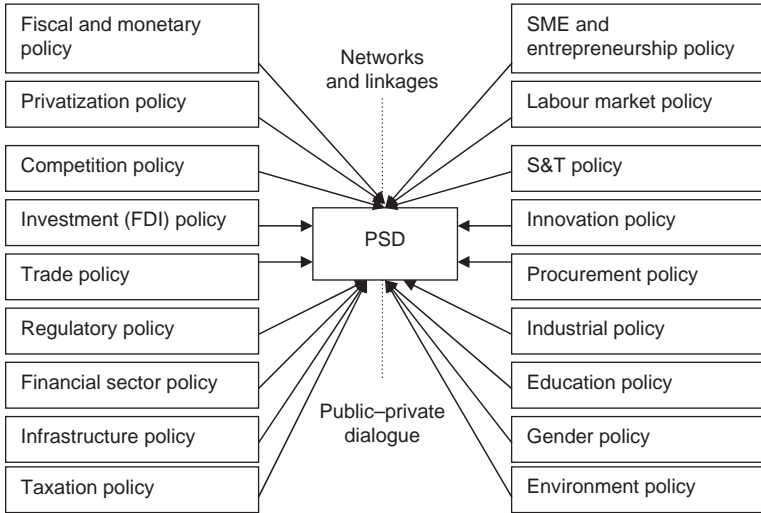 Fiscal and monetary
policy
Privatization policy
Competition policy
Investment (FDI) policy
Trade policy
Regulatory policy
Financial sector policy
Infrastructure policy
Taxation policy
Networks
and linkages
PSD
Public–private
dialogue
SME and
entrepreneurship policy
Labour market policy
S&T policy
Innovation policy
Procurement policy
Industrial policy
Education policy
Gender policy
Environment policy